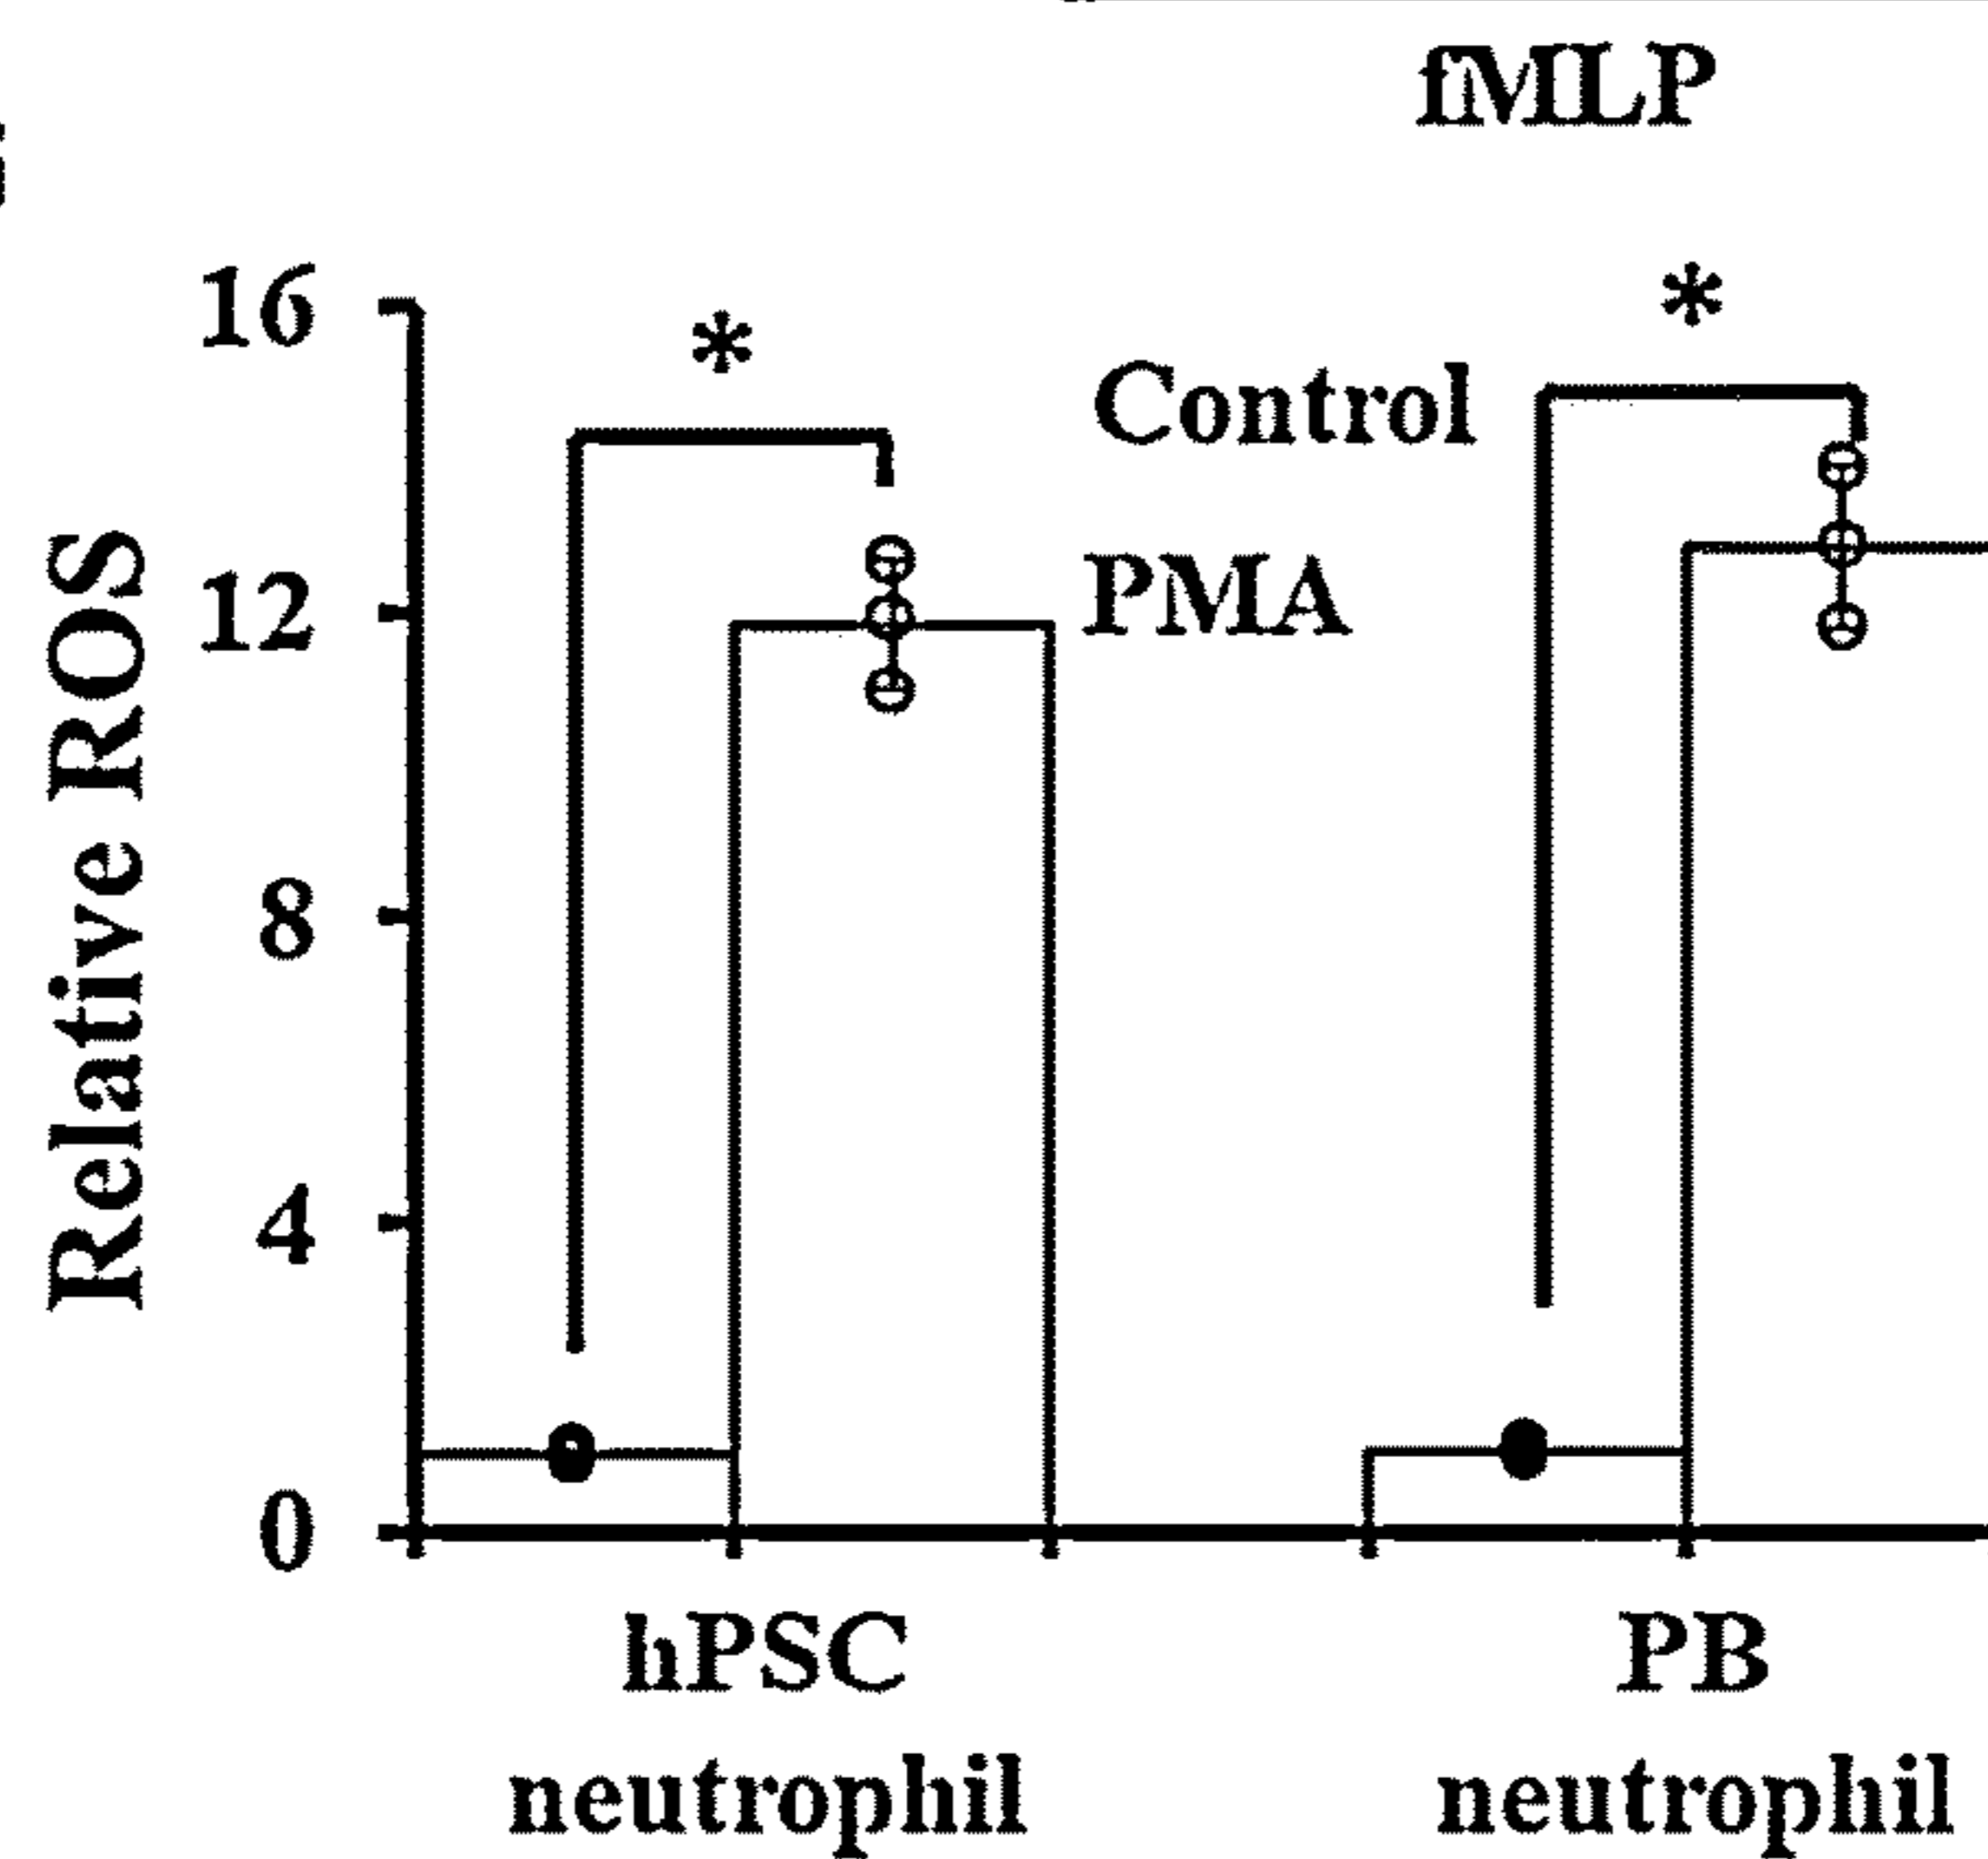 fMLP
16
*
*
Control
12
PMA
Relative ROS
8
4
0
hPSC
neutrophil
PB
neutrophil